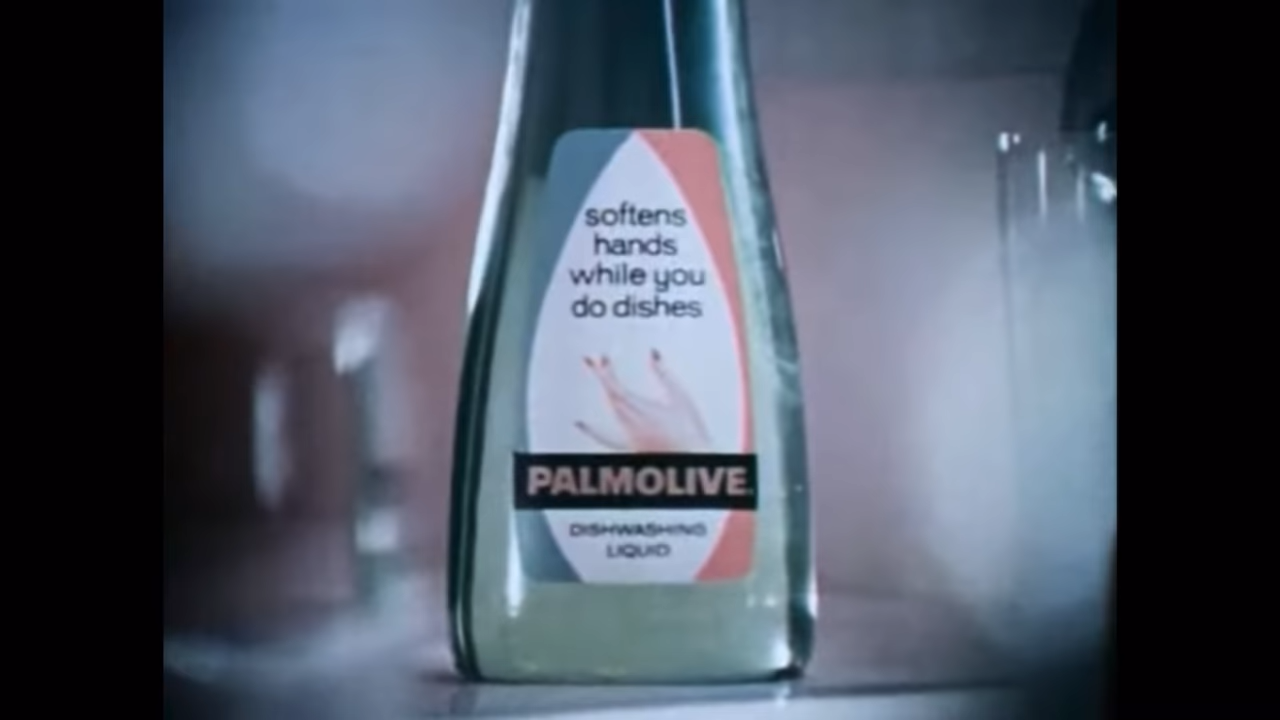 softens
hands
while you
do dishes
PALMOLIVE
DISHWASHING
LIQUID